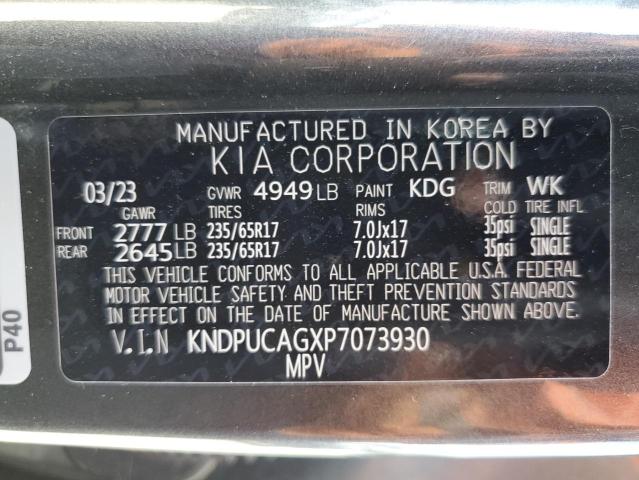 MANUFACTURED IN KOREA BY
KIA CORPORATION
03/23 GVWR 4949 LB PAINT KDG TRIM WK
GAWR TIRES RIMS COLD TIRE INFL
FRONT 2777 LB 235/65R17 7.0Jx17 35psi SINGLE
REAR 2645 LB 235/65R17 7.0Jx17 35psi SINGLE
THIS VEHICLE CONFORMS TO ALL APPLICABLE U.S.A. FEDERAL
MOTOR VEHICLE SAFETY AND THEFT PREVENTION STANDARDS
IN EFFECT ON THE DATE OF MANUFACTURE SHOWN ABOVE.
V.I.N KNDPUCAGXP7073930
MPV
P40